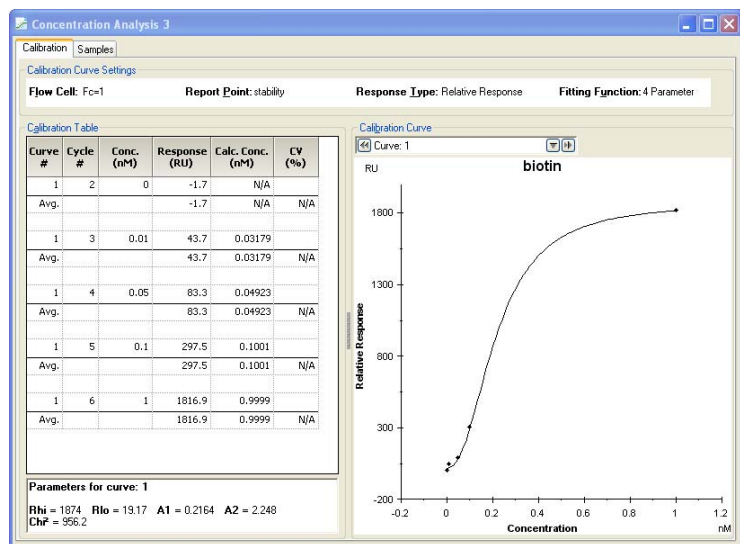 Concentration Analysis 3
Calibration Samples
Calibration Curve Settings
Flow Cell: Fc=1 Report Point: stability Response Type: Relative Response Fitting Function: 4 Parameter
Calibration Table
Curve # Cycle # Conc. (nM) Response (RU) Calc. Conc. (nM) CV (%)
1 2 0 -1.7 N/A
Avg. -1.7 N/A N/A
1 3 0.01 43.7 0.03179
Avg. 43.7 0.03179 N/A
1 4 0.05 83.3 0.04923
Avg. 83.3 0.04923 N/A
1 5 0.1 297.5 0.1001
Avg. 297.5 0.1001 N/A
1 6 1 1816.9 0.9999
Avg. 1816.9 0.9999 N/A
Parameters for curve: 1
Rhi = 1874 Rlo = 19.17 A1 = 0.2164 A2 = 2.248
Chi² = 956.2
Calibration Curve
Curve: 1
RU
biotin
1800
1300
800
300
-200
Relative Response
-0.2 0 0.2 0.4 0.6 0.8 1 1.2
Concentration
nM